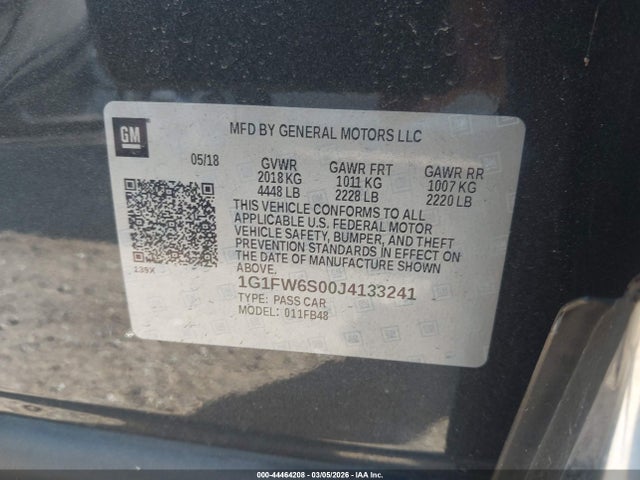 GM
MFD BY GENERAL MOTORS LLC
05/18
GVWR
2018 KG
4448 LB
GAWR FRT
1011 KG
2228 LB
GAWR RR
1007 KG
2220 LB
THIS VEHICLE CONFORMS TO ALL
APPLICABLE U.S. FEDERAL MOTOR
VEHICLE SAFETY, BUMPER, AND THEFT
PREVENTION STANDARDS IN EFFECT ON
THE DATE OF MANUFACTURE SHOWN
ABOVE.
139X
1G1FW6S00J4133241
TYPE: PASS CAR
MODEL: 011FB48
000-44464208 - 03/05/2026 - IAA Inc.